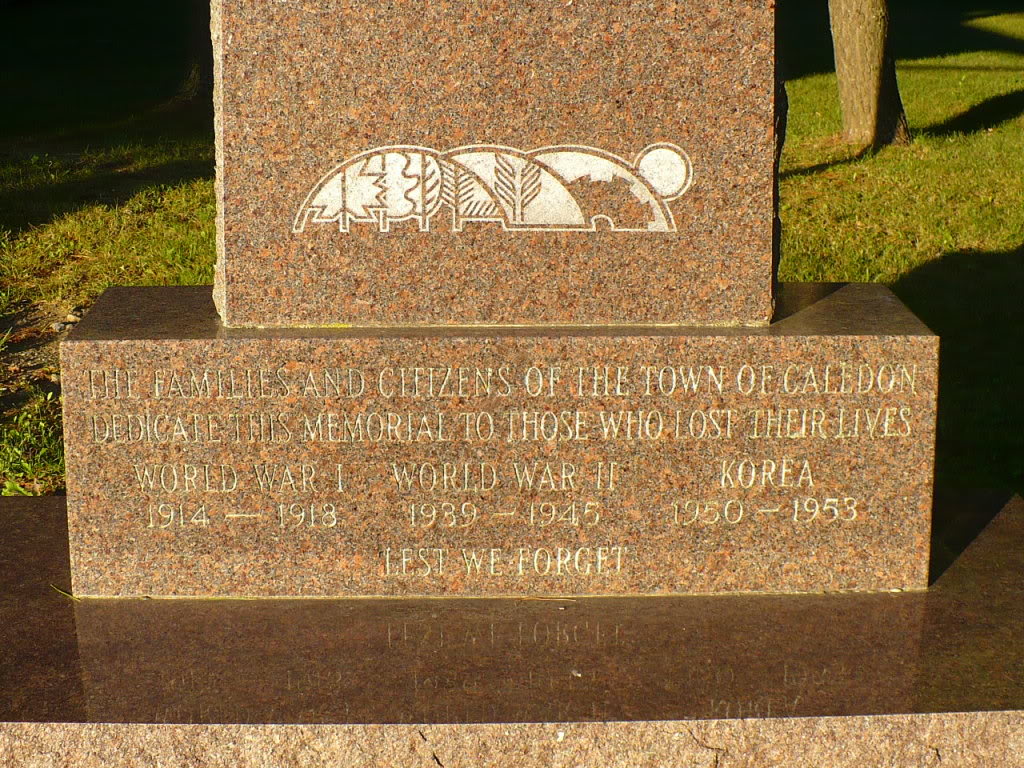 THE FAMILIES AND CITIZENS OF THE TOWN OF CALEDON
DEDICATE THIS MEMORIAL TO THOSE WHO LOST THEIR LIVES
WORLD WAR I WORLD WAR II KOREA
1914 — 1918 1939 – 1945 1950 – 1953
LEST WE FORGET